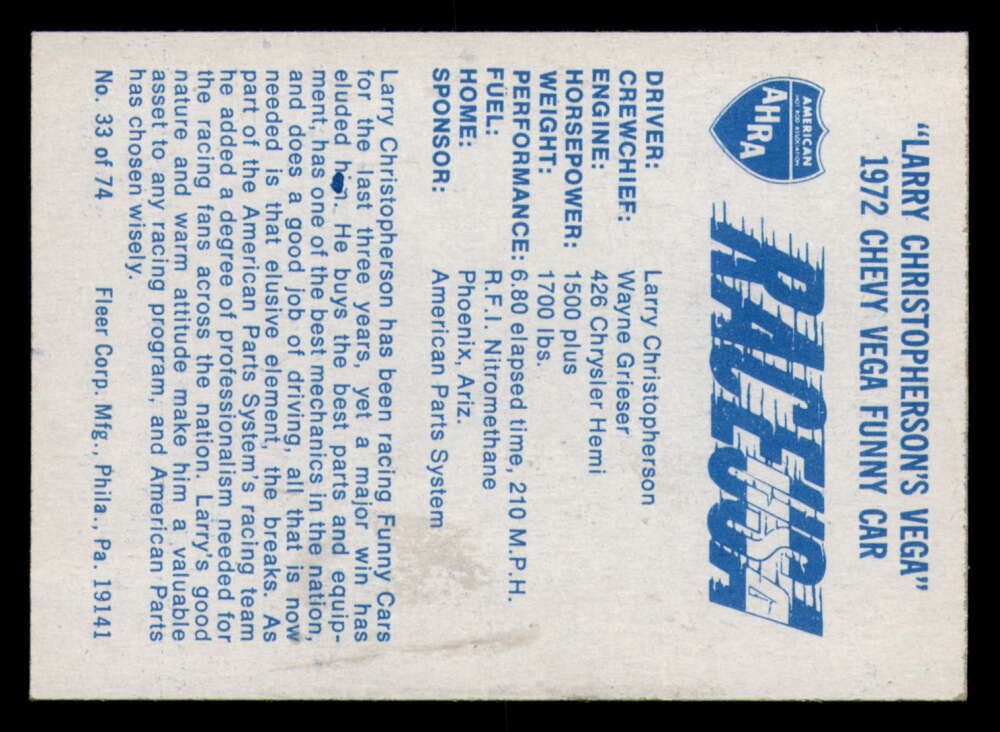 "LARRY CHRISTOPHERSON'S VEGA"
1972 CHEVY VEGA FUNNY CAR
AMERICAN
HOT ROD ASSOCIATION
AHRA
RACING
RACE USA
DRIVER: Larry Christopherson
CREWCHIEF: Wayne Grieser
ENGINE: 426 Chrysler Hemi
HORSEPOWER: 1500 plus
WEIGHT: 1700 lbs.
PERFORMANCE: 6.80 elapsed time, 210 M.P.H.
FUEL: R.F.I. Nitromethane
HOME: Phoenix, Ariz.
SPONSOR: American Parts System
Larry Christopherson has been racing Funny Cars
for the last three years, yet a major win has
eluded him. He buys the best parts and equip-
ment, has one of the best mechanics in the nation,
and does a good job of driving, all that is now
needed is that elusive element, the breaks. As
part of the American Parts System's racing team
he added a degree of professionalism needed for
the racing fans across the nation. Larry's good
nature and warm attitude make him a valuable
asset to any racing program, and American Parts
has chosen wisely.
No. 33 of 74 Fleer Corp. Mfg., Phila., Pa. 19141